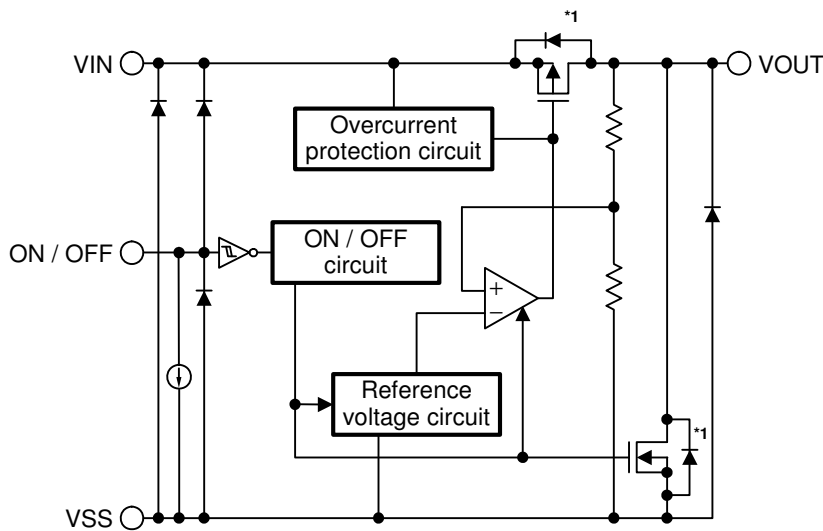 *1
VIN
VOUT
Overcurrent
protection circuit
ON / OFF
ON / OFF
circuit
+
−
Reference
voltage circuit
*1
VSS